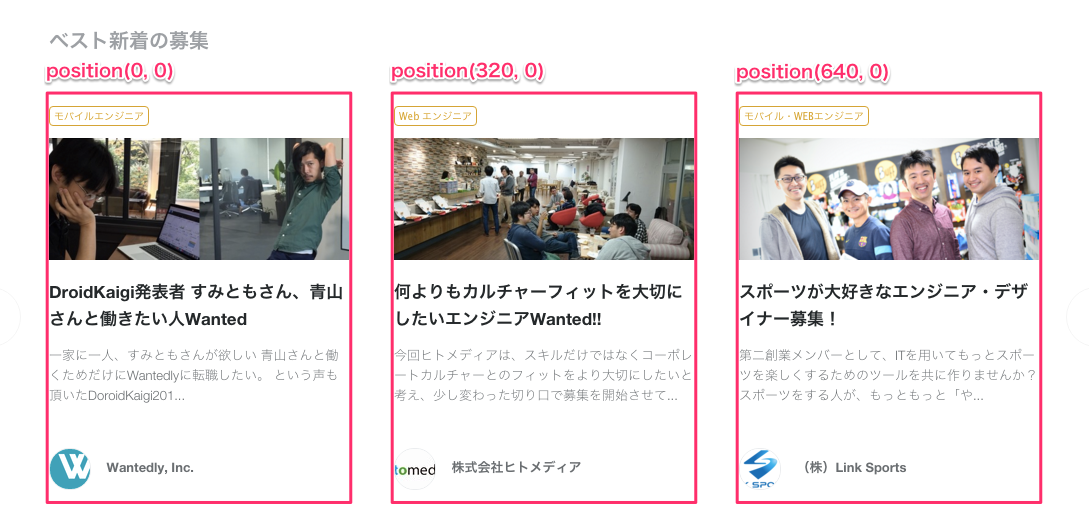 ベスト新着の募集
position(0, 0)
position(320, 0)
position(640, 0)
モバイルエンジニア
DroidKaigi発表者 すみともさん、青山
さんと働きたい人Wanted
一家に一人、すみともさんが欲しい 青山さんと働
くためだけにWantedlyに転職したい。 という声も
頂いたDoroidKaigi201...
Wantedly, Inc.
Web エンジニア
何よりもカルチャーフィットを大切に
したいエンジニアWanted!!
今回ヒトメディアは、スキルだけではなくコーポレ
ートカルチャーとのフィットをより大切にしたいと
考え、少し変わった切り口で募集を開始させて...
tomed
株式会社ヒトメディア
モバイル・WEBエンジニア
スポーツが大好きなエンジニア・デザ
イナー募集！
第二創業メンバーとして、ITを用いてもっとスポー
ツを楽しくするためのツールを共に作りませんか？
スポーツをする人が、もっともっと「や...
（株）Link Sports